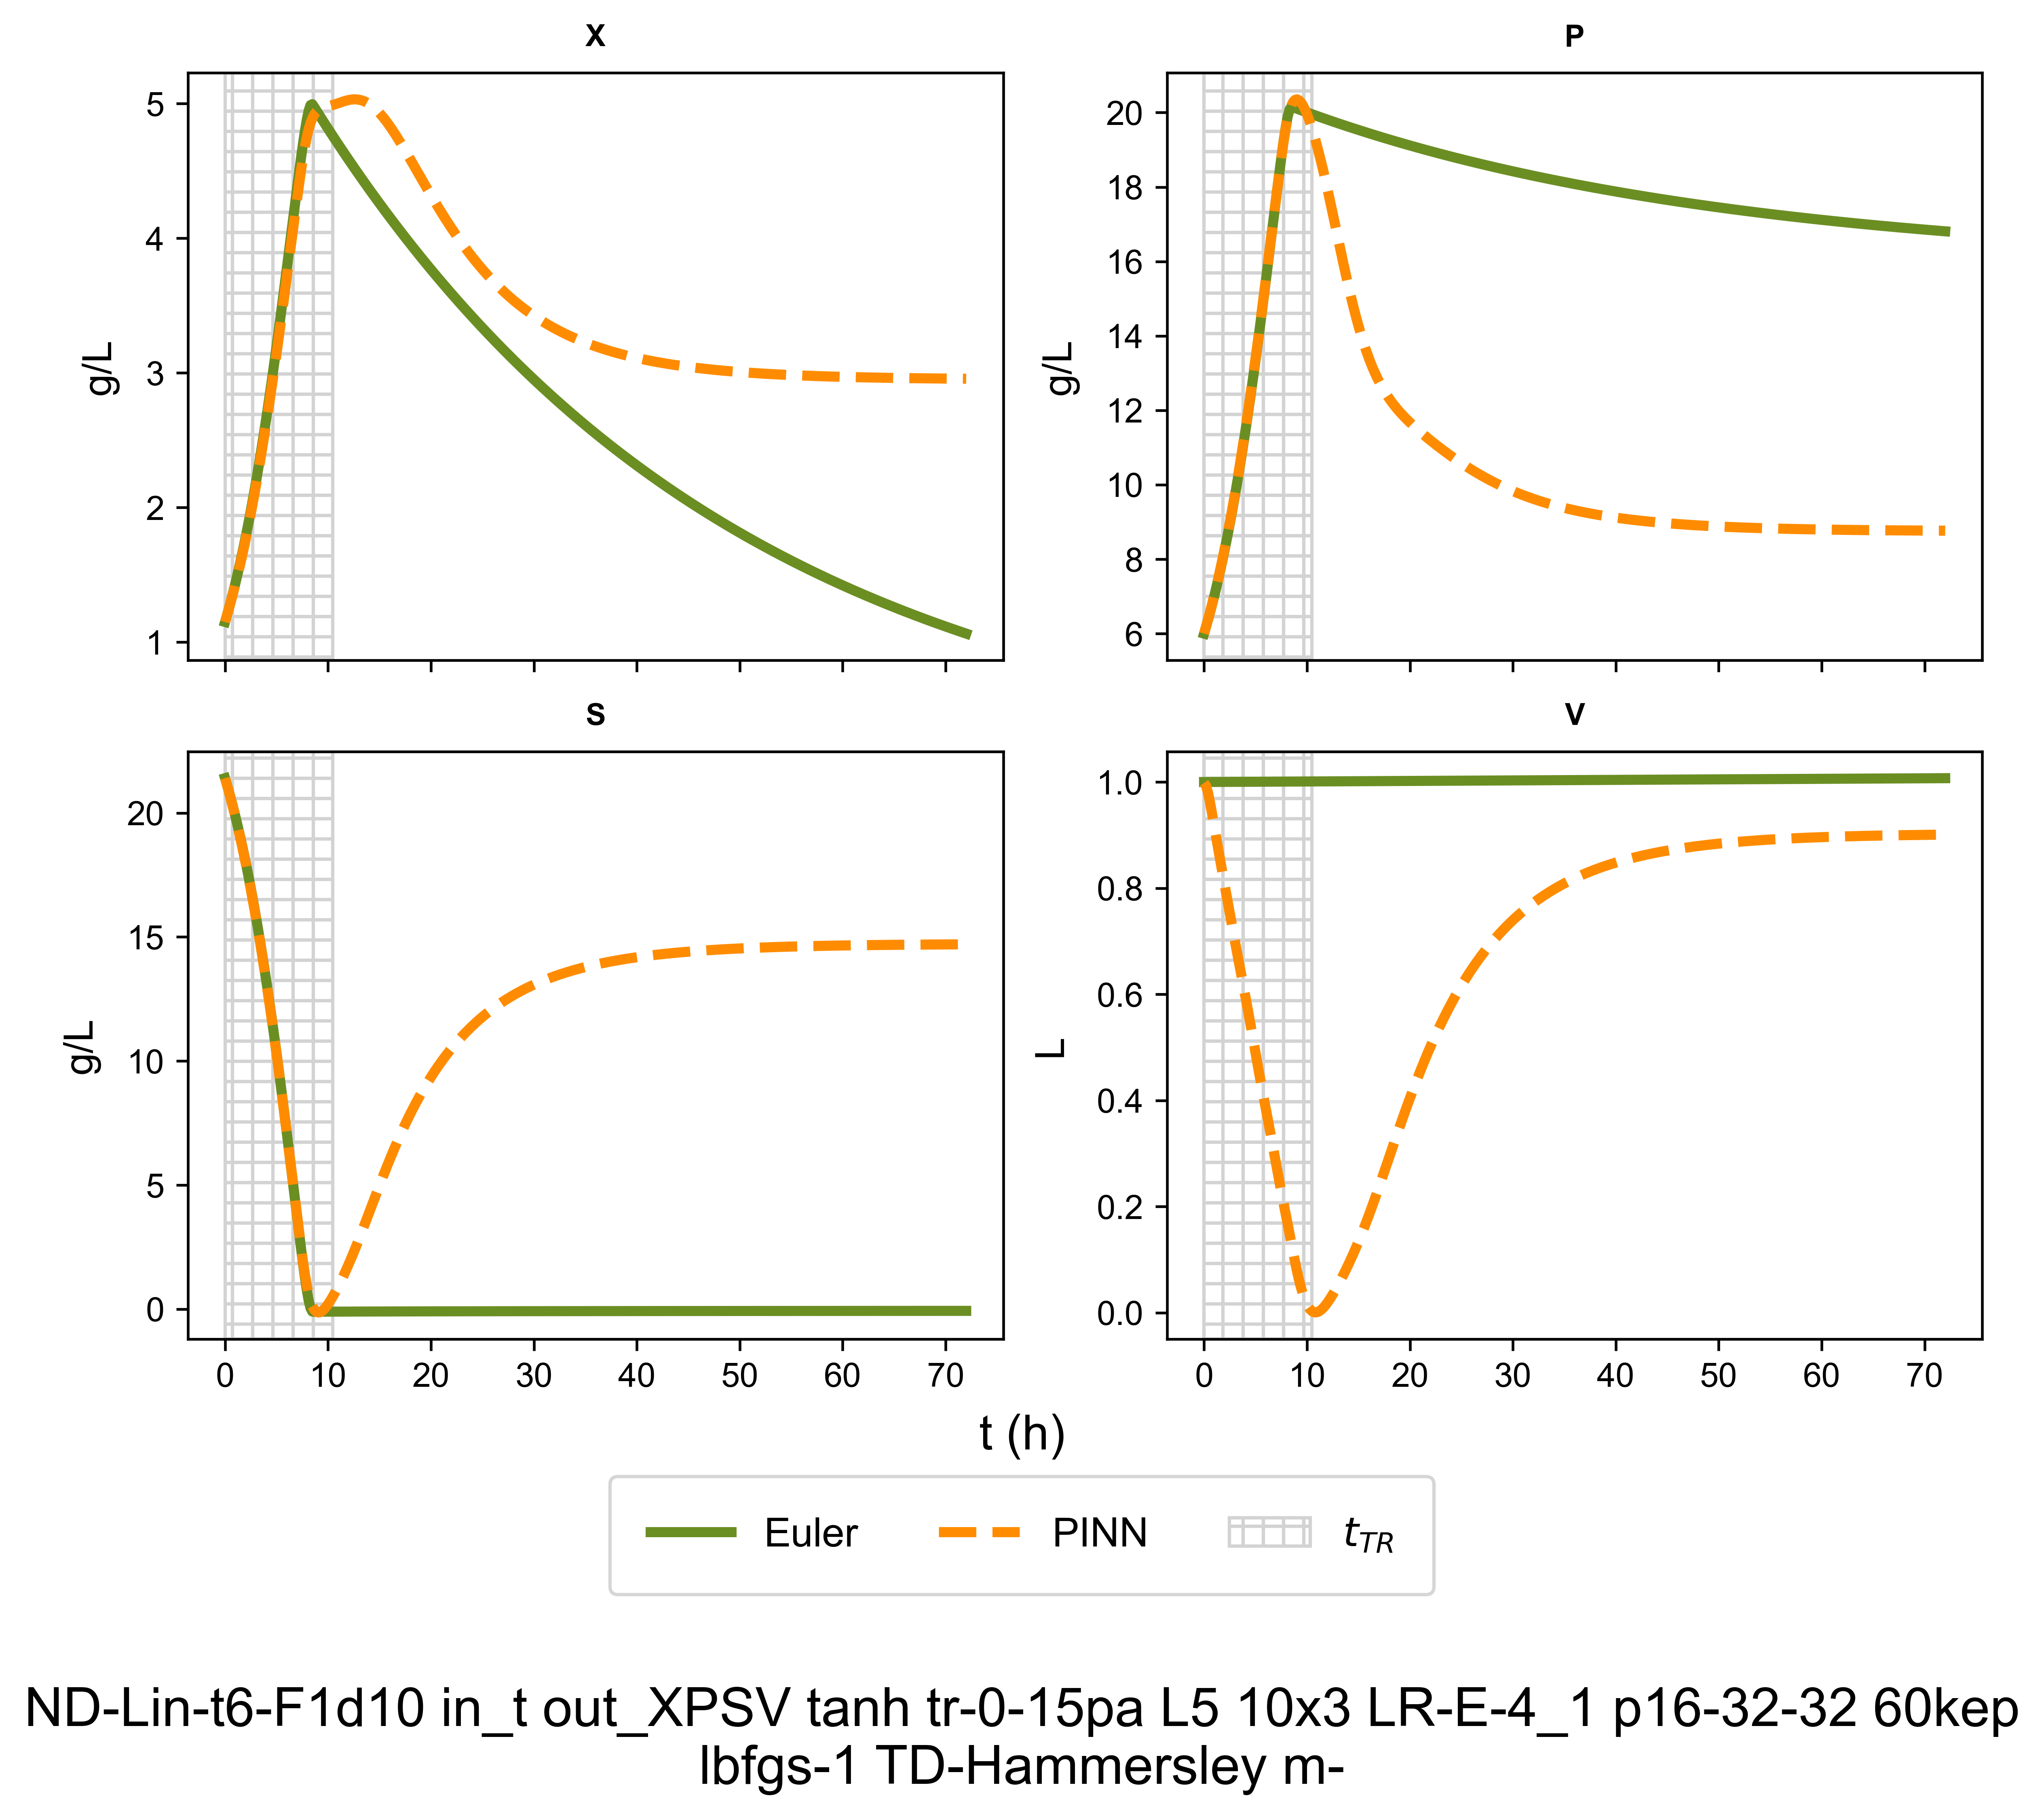 X
P
5
4
3
2
1
g/L
20
18
16
14
12
10
8
6
g/L
S
V
20
15
10
5
0
g/L
1.0
0.8
0.6
0.4
0.2
0.0
L
0 10 20 30 40 50 60 70
0 10 20 30 40 50 60 70
t (h)
Euler PINN t_TR
ND-Lin-t6-F1d10 in_t out_XPSV tanh tr-0-15pa L5 10x3 LR-E-4_1 p16-32-32 60kep
lbfgs-1 TD-Hammersley m-